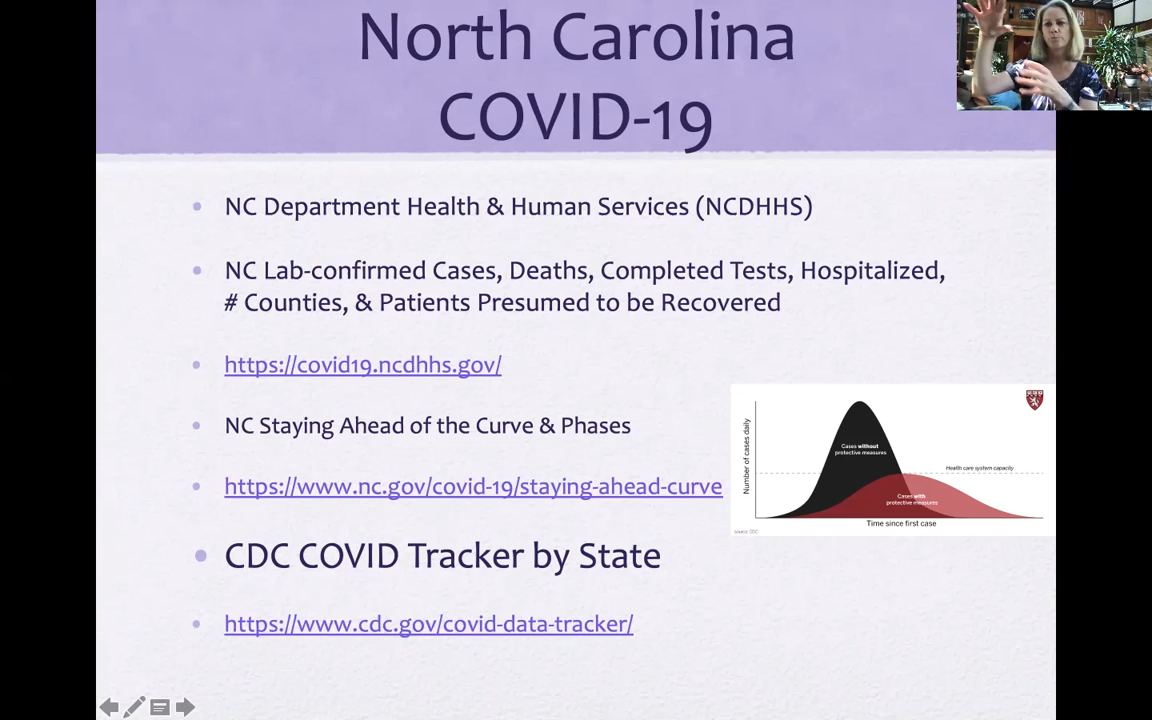 North Carolina
COVID-19
NC Department Health & Human Services (NCDHHS)
NC Lab-confirmed Cases, Deaths, Completed Tests, Hospitalized,
# Counties, & Patients Presumed to be Recovered
https://covid19.ncdhhs.gov/
NC Staying Ahead of the Curve & Phases
https://www.nc.gov/covid-19/staying-ahead-curve
Number of cases daily
Cases without
protective measures
Health care system capacity
Cases with
protective measures
Time since first case
Source: CDC
CDC COVID Tracker by State
https://www.cdc.gov/covid-data-tracker/